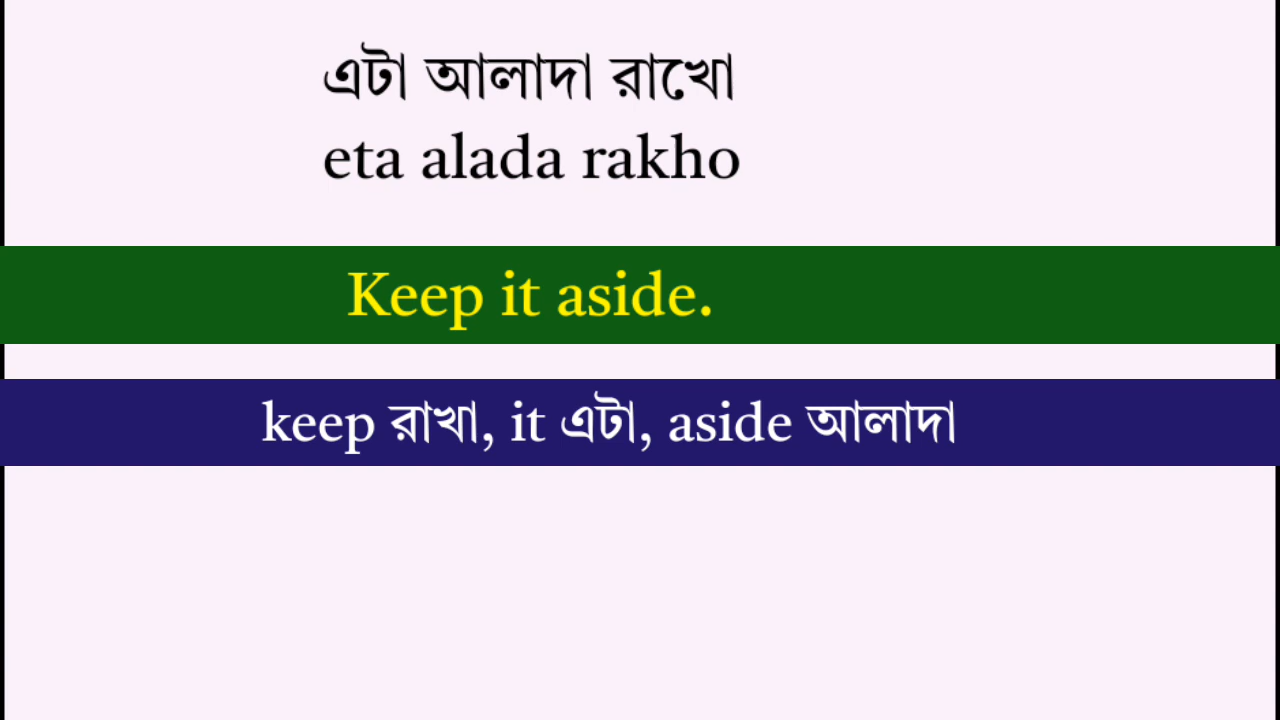 এটা আলাদা রাখো
eta alada rakho
Keep it aside.
keep রাখা, it এটা, aside আলাদা